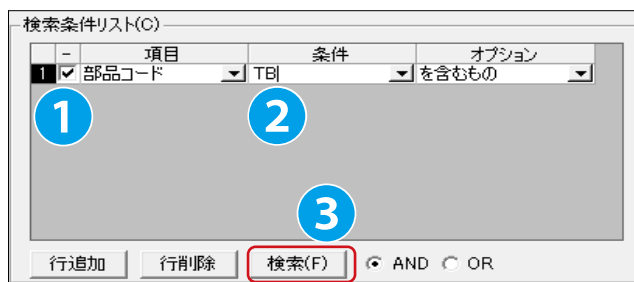 検索条件リスト(C)
- 項目 条件 オプション
1 部品コード TB を含むもの
1 2
3
行追加 行削除 検索(F) AND OR